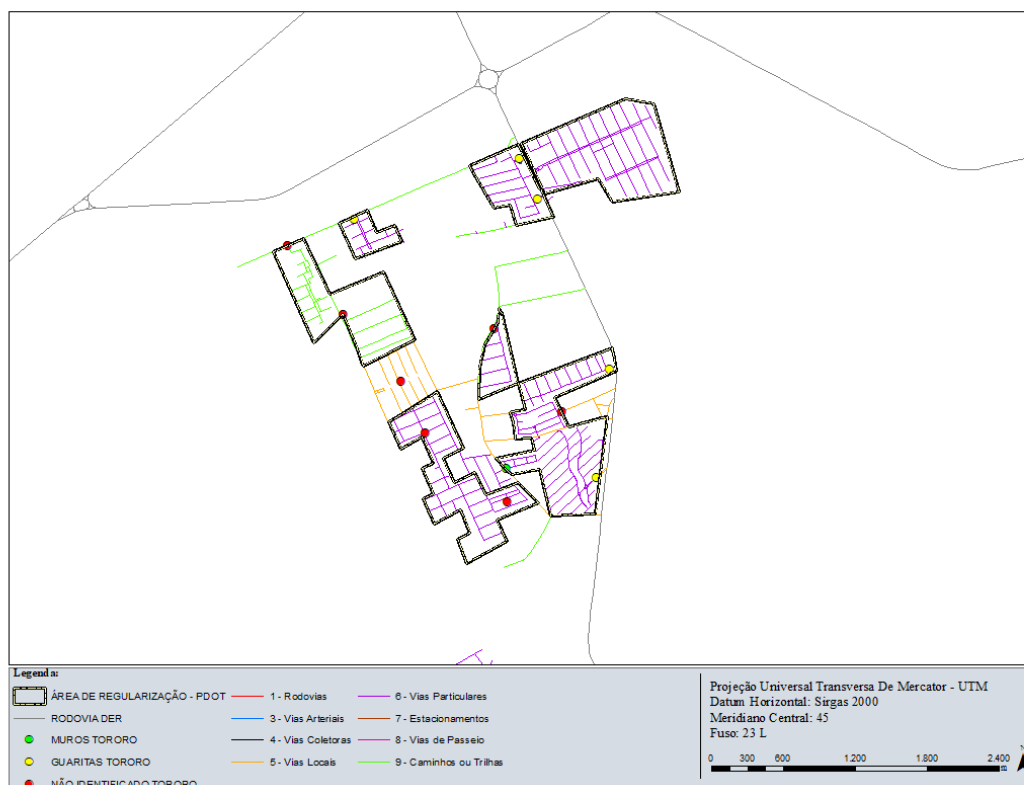 Legenda:
ÁREA DE REGULARIZAÇÃO - PDOT
RODOVIA DER
MUROS TORORO
GUARITAS TORORO
NÃO IDENTIFICADO TORORO
1 - Rodovias
3 - Vias Arteriais
4 - Vias Coletoras
5 - Vias Locais
6 - Vias Particulares
7 - Estacionamentos
8 - Vias de Passeio
9 - Caminhos ou Trilhas
Projeção Universal Transversa De Mercator - UTM
Datum Horizontal: Sirgas 2000
Meridiano Central: 45
Fuso: 23 L
0 300 600 1.200 1.800 2.400